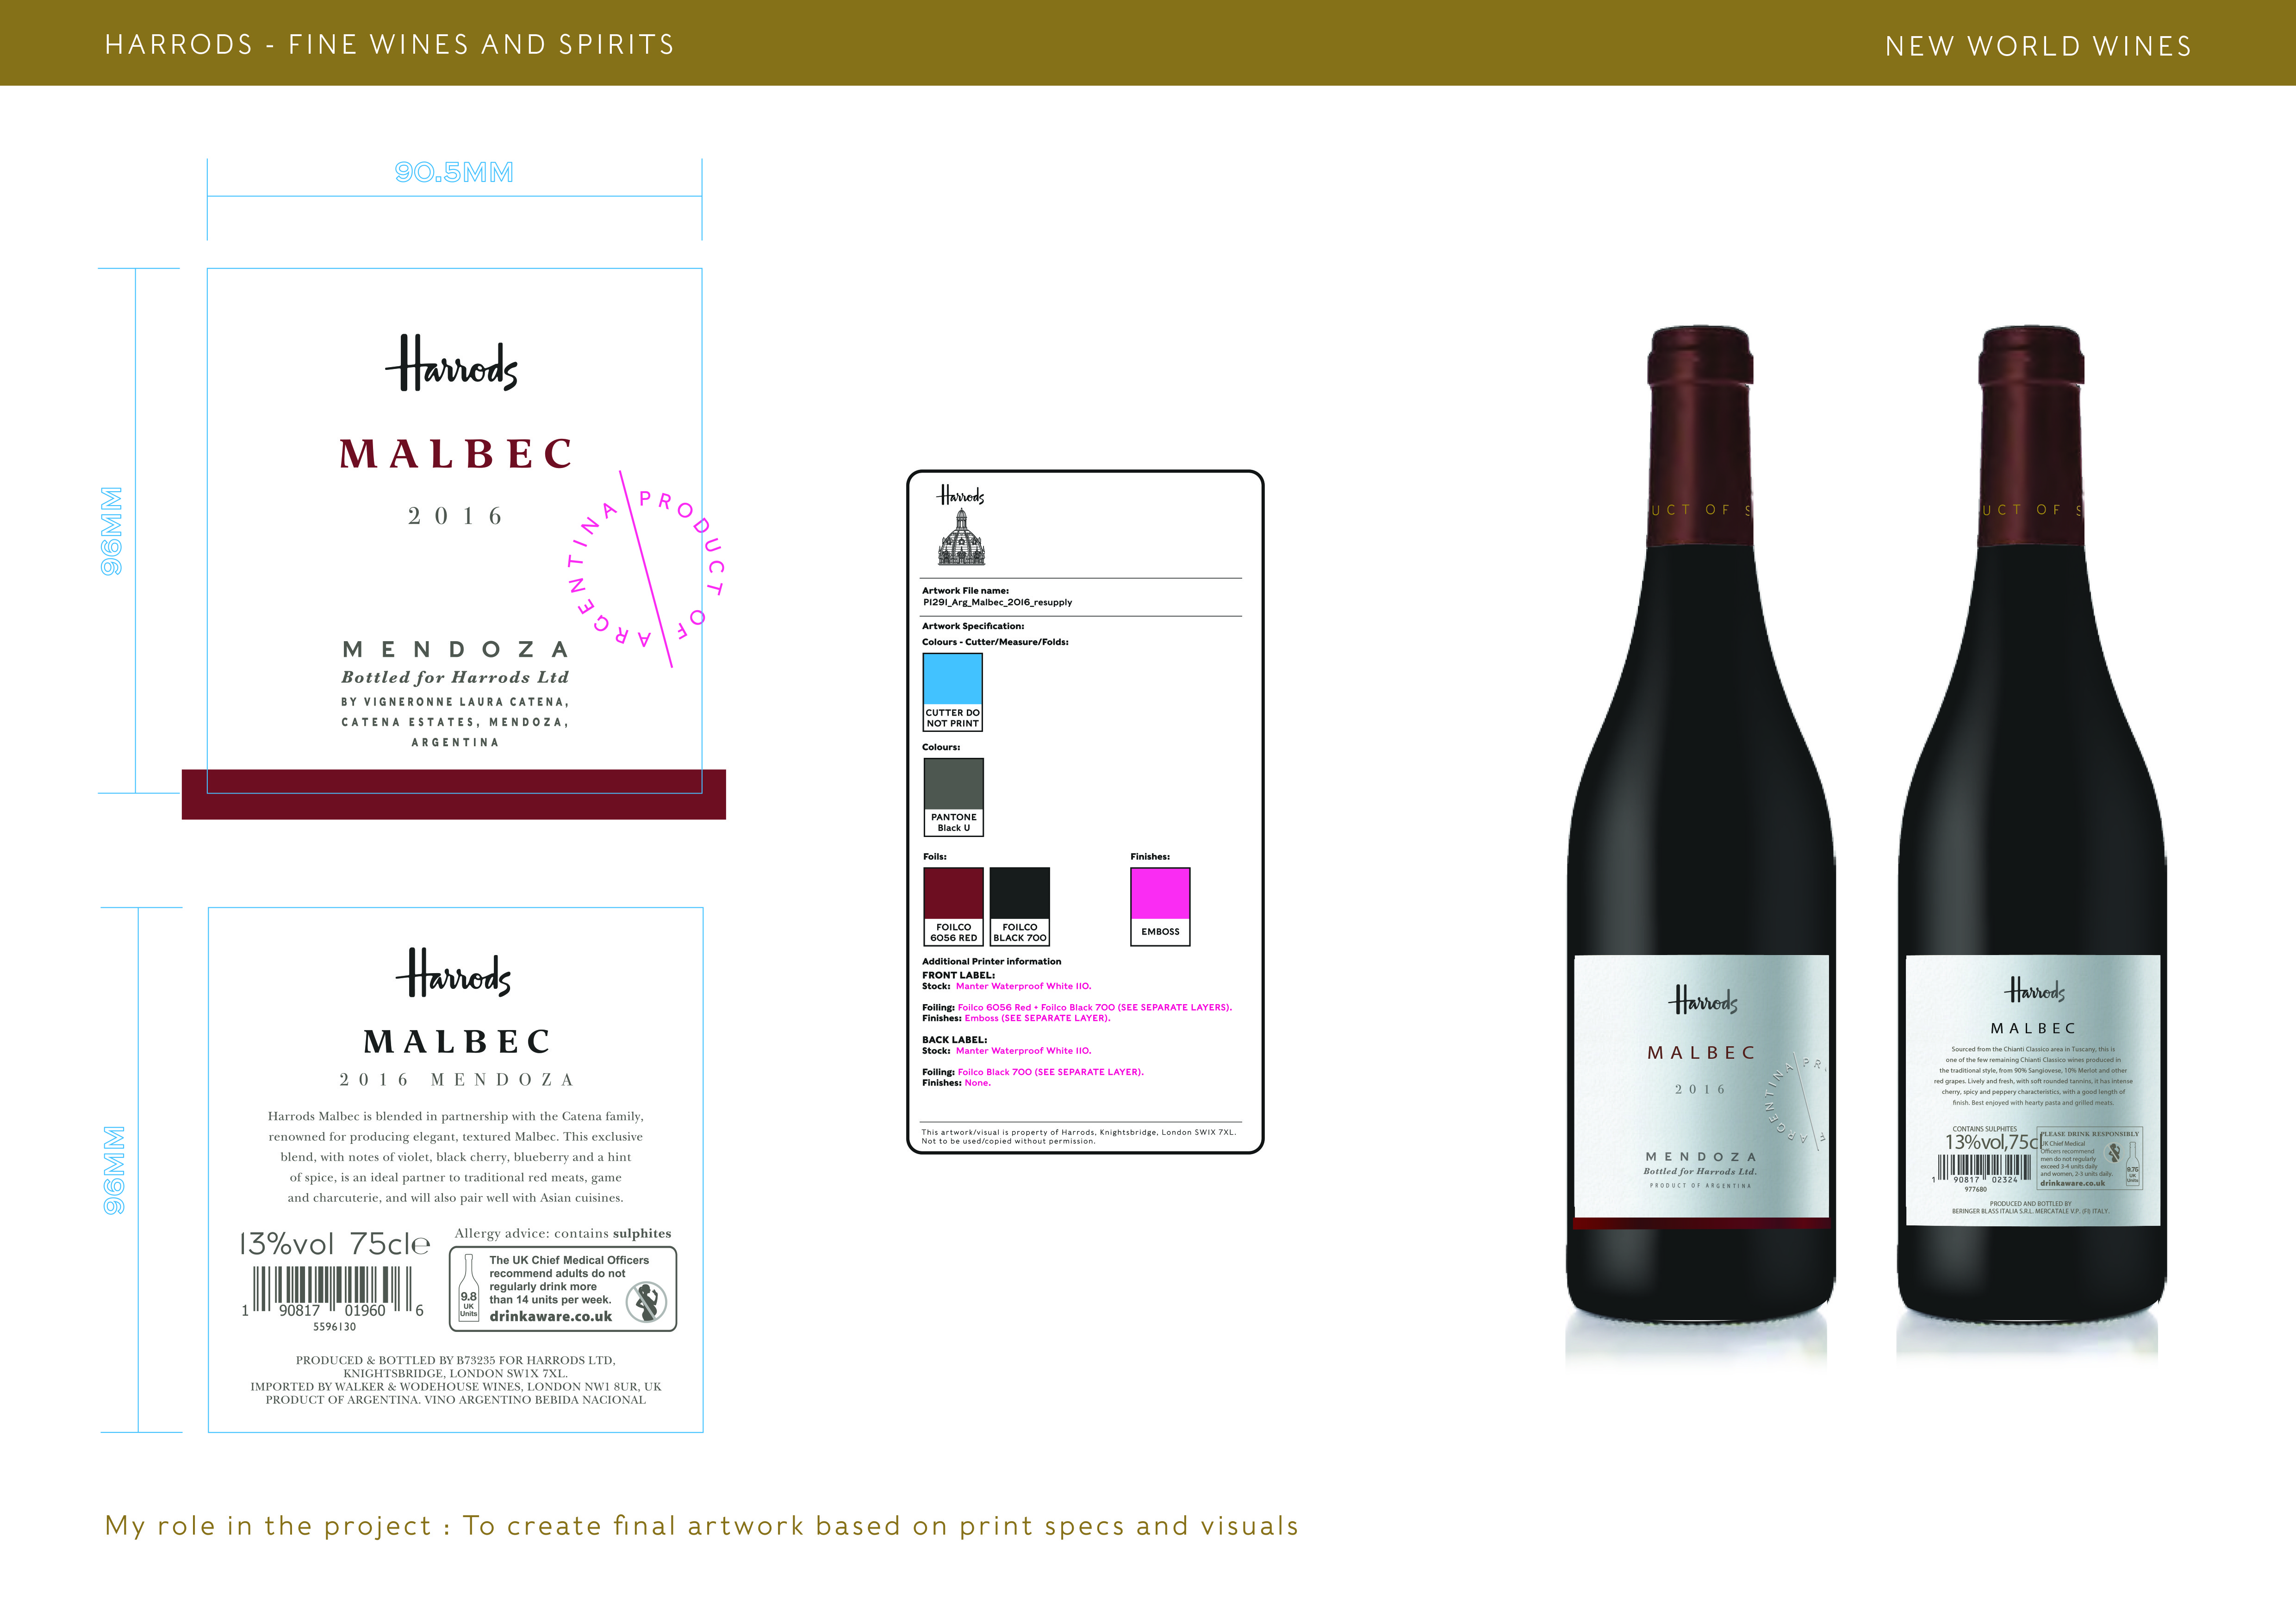 HARRODS - FINE WINES AND SPIRITS
NEW WORLD WINES
90.5MM
96MM
Harrods
MALBEC
2016
PRODUCT OF ARGENTINA
MENDOZA
Bottled for Harrods Ltd
BY VIGNERONNE LAURA CATENA,
CATENA ESTATES, MENDOZA,
ARGENTINA
96MM
Harrods
MALBEC
2016 MENDOZA
Harrods Malbec is blended in partnership with the Catena family,
renowned for producing elegant, textured Malbec. This exclusive
blend, with notes of violet, black cherry, blueberry and a hint
of spice, is an ideal partner to traditional red meats, game
and charcuterie, and will also pair well with Asian cuisines.
13%vol 75cle
Allergy advice: contains sulphites
1 90817 01960 6
5596130
9.8
UK
Units
The UK Chief Medical Officers
recommend adults do not
regularly drink more
than 14 units per week.
drinkaware.co.uk
PRODUCED & BOTTLED BY B73235 FOR HARRODS LTD,
KNIGHTSBRIDGE, LONDON SW1X 7XL.
IMPORTED BY WALKER & WODEHOUSE WINES, LONDON NW1 8UR, UK
PRODUCT OF ARGENTINA. VINO ARGENTINO BEBIDA NACIONAL
Harrods
Artwork File name:
P1291_Arg_Malbec_2016_resupply
Artwork Specification:
Colours - Cutter/Measure/Folds:
CUTTER DO
NOT PRINT
Colours:
PANTONE
Black U
Foils:
Finishes:
FOILCO
6056 RED
FOILCO
BLACK 700
EMBOSS
Additional Printer information
FRONT LABEL:
Stock: Manter Waterproof White 110.
Foiling: Foilco 6056 Red + Foilco Black 700 (SEE SEPARATE LAYERS).
Finishes: Emboss (SEE SEPARATE LAYER).
BACK LABEL:
Stock: Manter Waterproof White 110.
Foiling: Foilco Black 700 (SEE SEPARATE LAYER).
Finishes: None.
This artwork/visual is property of Harrods, Knightsbridge, London SW1X 7XL.
Not to be used/copied without permission.
UCT OF S
Harrods
MALBEC
2016
ARGENTINA PR
MENDOZA
Bottled for Harrods Ltd.
PRODUCT OF ARGENTINA
UCT OF S
Harrods
MALBEC
Sourced from the Chianti Classico area in Tuscany, this is
one of the few remaining Chianti Classico wines produced in
the traditional style, from 90% Sangiovese, 10% Merlot and other
red grapes. Lively and fresh, with soft rounded tannins, it has intense
cherry, spicy and peppery characteristics, with a good length of
finish. Best enjoyed with hearty pasta and grilled meats.
CONTAINS SULPHITES
13%vol,75cl
1 90817 02324
977680
PLEASE DRINK RESPONSIBLY
UK Chief Medical
Officers recommend
men do not regularly
exceed 3-4 units daily
and women, 2-3 units daily.
drinkaware.co.uk
9.75
UK
Units
PRODUCED AND BOTTLED BY
BERINGER BLASS ITALIA S.R.L. MERCATALE V.P. (FI) ITALY.
My role in the project : To create final artwork based on print specs and visuals